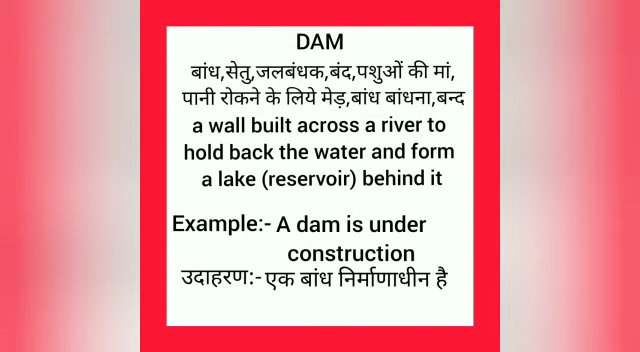 DAM
बांध,सेतु,जलबंधक,बंद,पशुओं की मां,
पानी रोकने के लिये मेड़,बांध बांधना,बन्द
a wall built across a river to
hold back the water and form
a lake (reservoir) behind it
Example:- A dam is under
construction
उदाहरण:- एक बांध निर्माणाधीन है